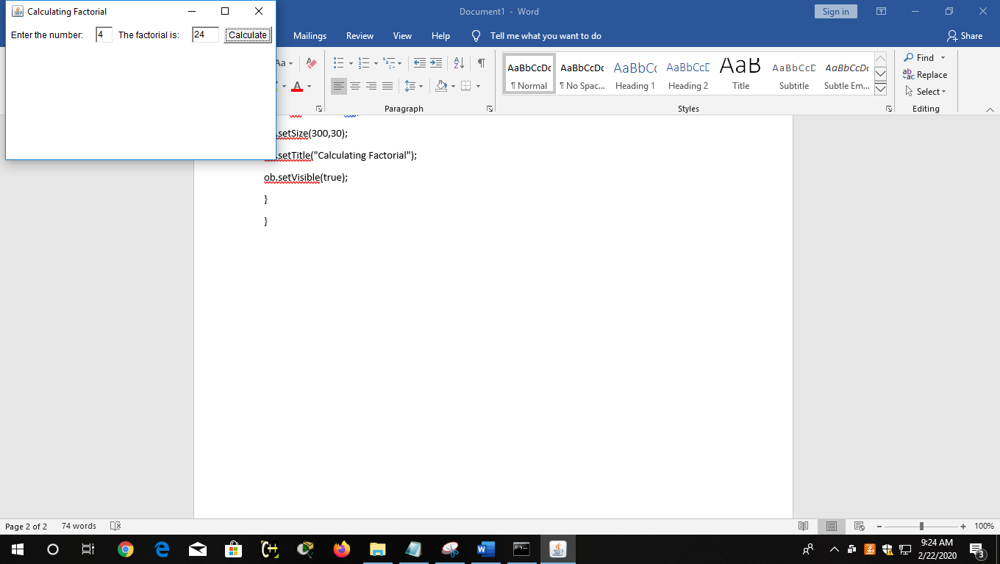 Calculating Factorial
Enter the number: 4 The factorial is: 24 Calculate
Document1 - Word
Sign in
Mailings Review View Help Tell me what you want to do Share
Aa
A
Paragraph
AaBbCcDc AaBbCcDc AaBbCc AaBbCcD AaB AaBbCcD AaBbCcDc
¶ Normal ¶ No Spac... Heading 1 Heading 2 Title Subtitle Subtle Em...
Styles
Find
Replace
Select
Editing
.setSize(300,30);
.setTitle("Calculating Factorial");
ob.setVisible(true);
}
}
Page 2 of 2 74 words
100%
9:24 AM
2/22/2020
3